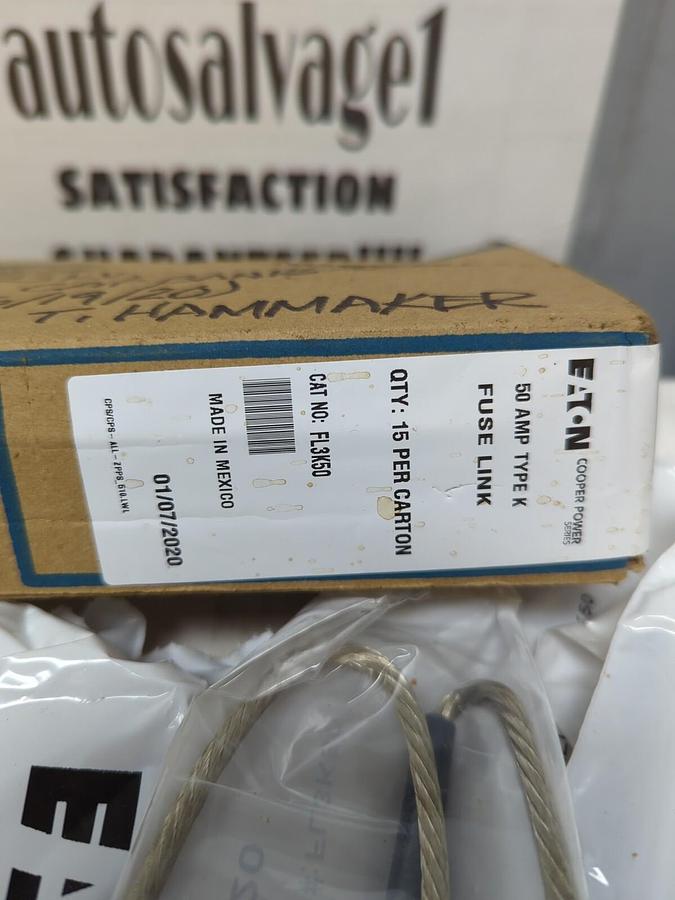 autosalvage1
SATISFACTION
GUARANTEED!!!!
T. HAMMAKER
EATON
COOPER POWER
SERIES
50 AMP TYPE K
FUSE LINK
QTY: 15 PER CARTON
CAT NO: FL3K50
MADE IN MEXICO
01/07/2020